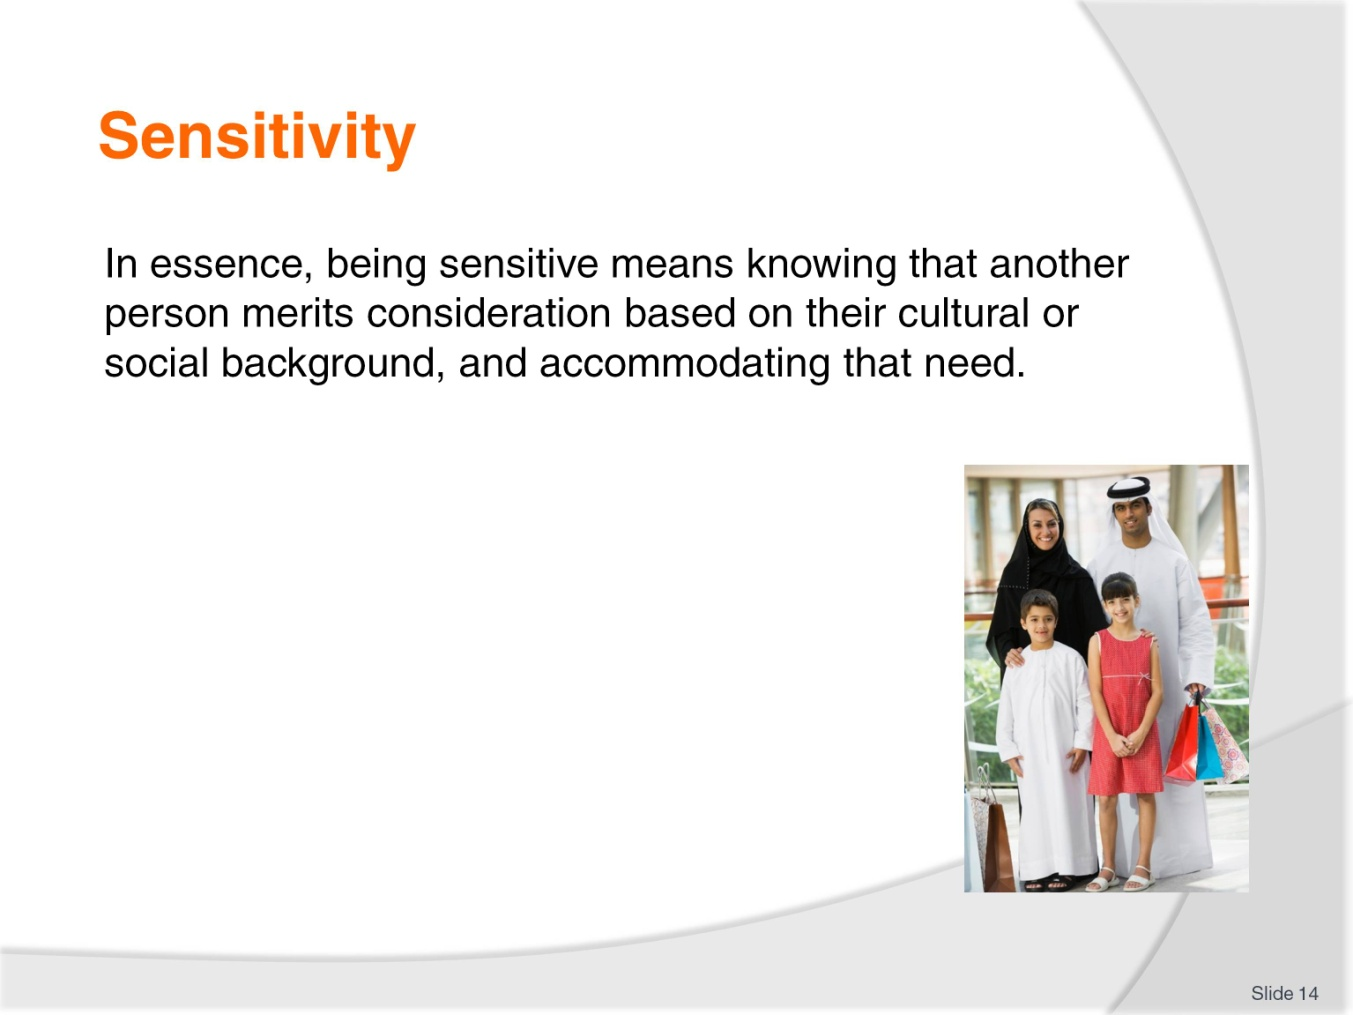 Sensitivity
In essence, being sensitive means knowing that another
person merits consideration based on their cultural or
social background, and accommodating that need.
Slide 14